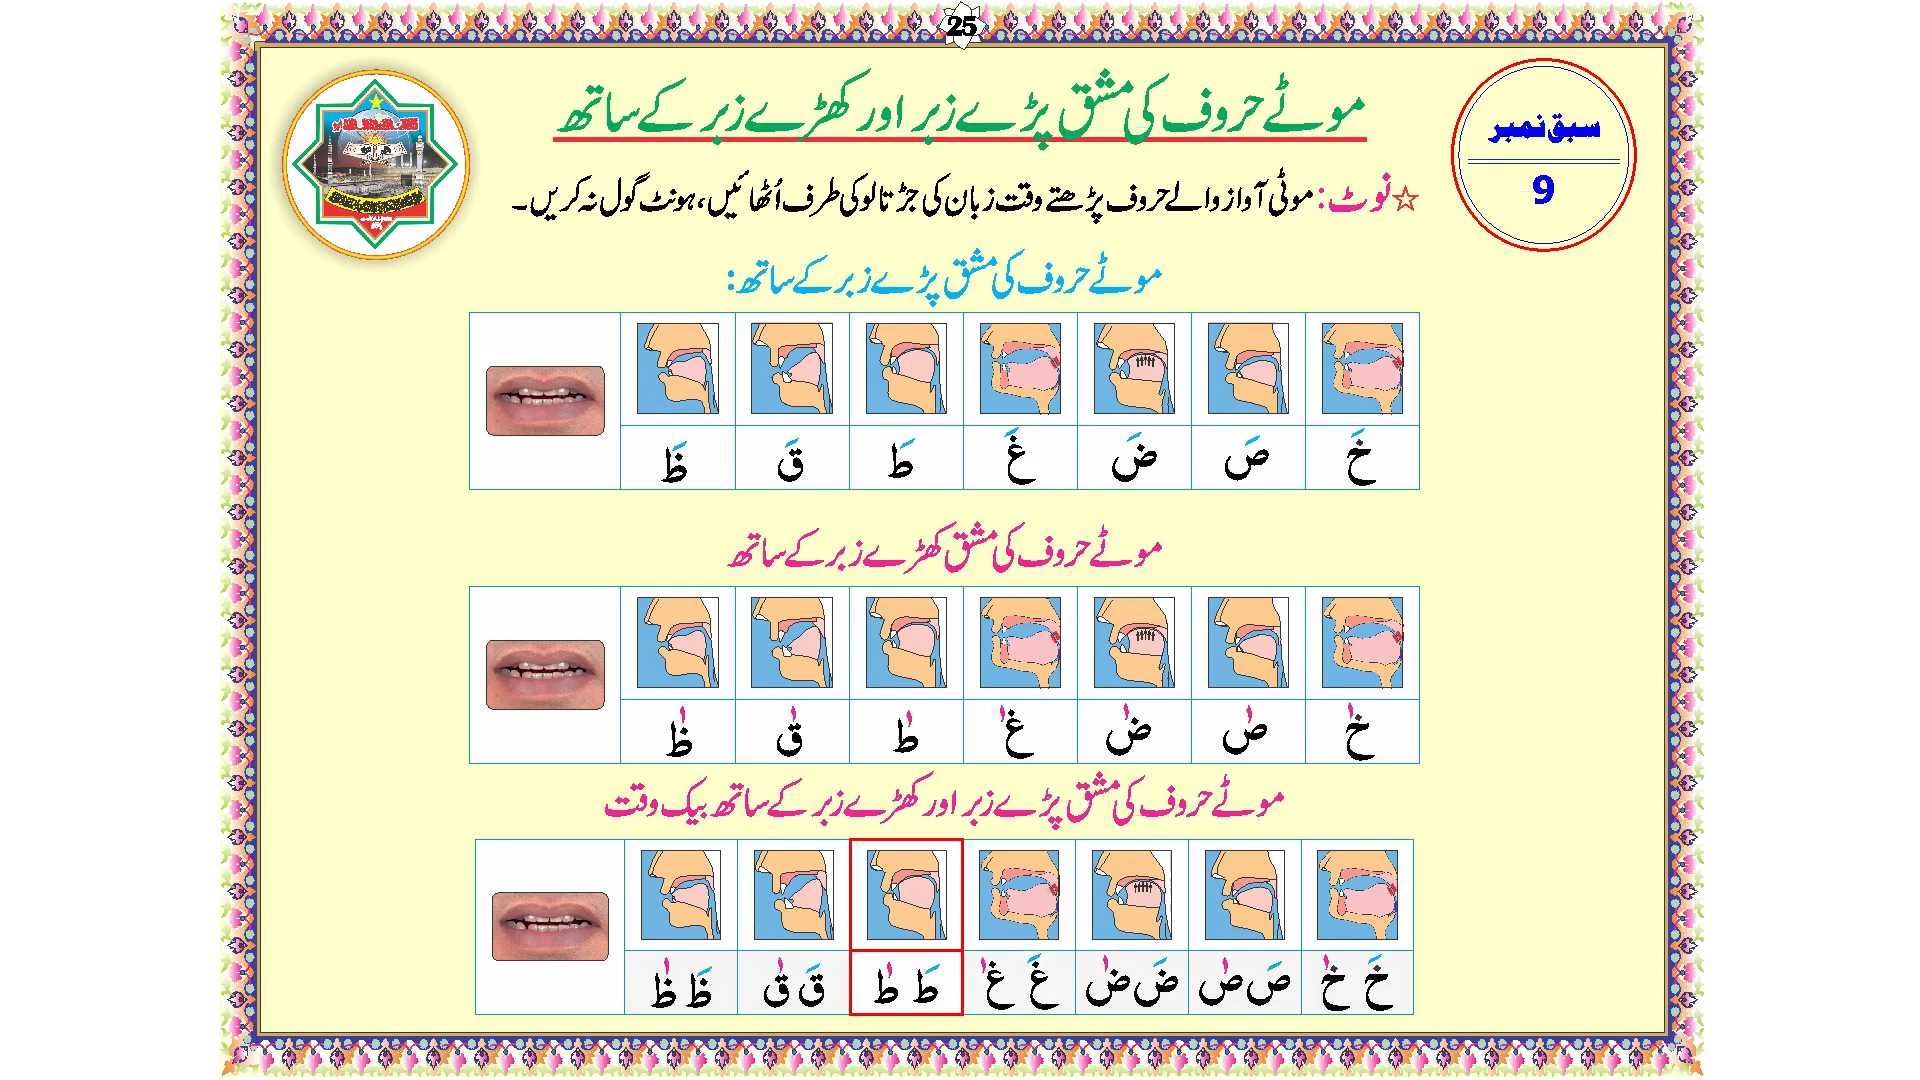 25
موٹے حروف کی مشق پڑے زبر اور کھڑے زبر کے ساتھ
سبق نمبر
9
☆نوٹ: موٹی آواز والے حروف پڑھتے وقت زبان کی جڑ تالو کی طرف اُٹھائیں، ہونٹ گول نہ کریں۔
موٹے حروف کی مشق پڑے زبر کے ساتھ:
خَ صَ ضَ غَ طَ قَ ظَ
موٹے حروف کی مشق کھڑے زبر کے ساتھ
خٰ صٰ ضٰ غٰ طٰ قٰ ظٰ
موٹے حروف کی مشق پڑے زبر اور کھڑے زبر کے ساتھ بیک وقت
خَ خٰ صَ صٰ ضَ ضٰ غَ غٰ طَ طٰ قَ قٰ ظَ ظٰ